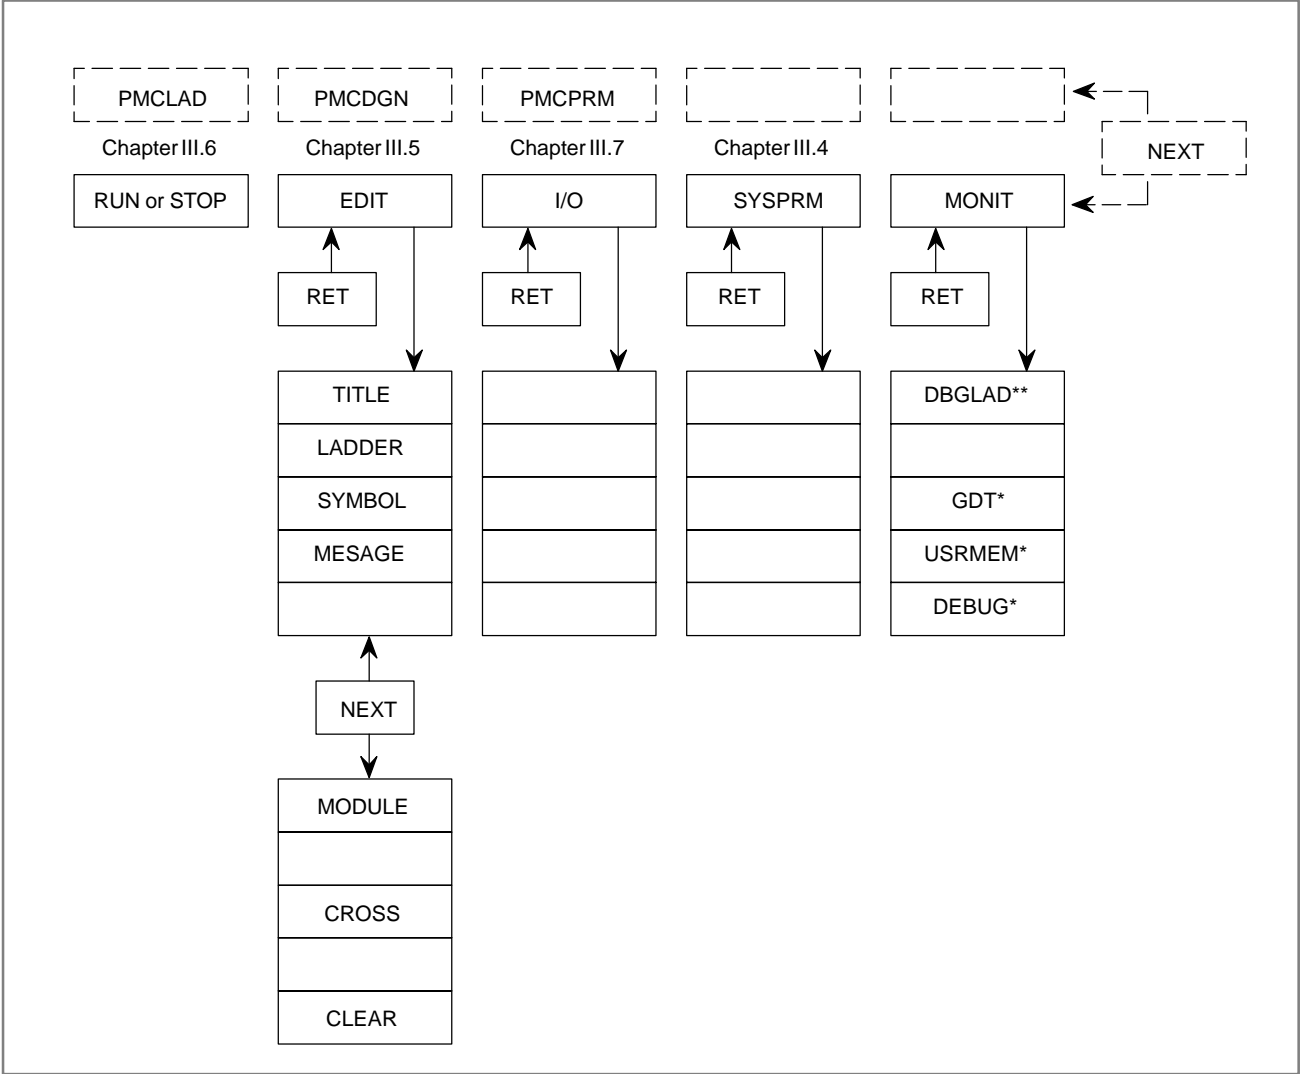 PMCLAD PMCDGN PMCPRM
Chapter III.6 Chapter III.5 Chapter III.7 Chapter III.4
NEXT
RUN or STOP EDIT I/O SYSPRM MONIT
RET RET RET RET
TITLE DBGLAD**
LADDER
SYMBOL GDT*
MESAGE USRMEM*
DEBUG*
NEXT
MODULE
CROSS
CLEAR